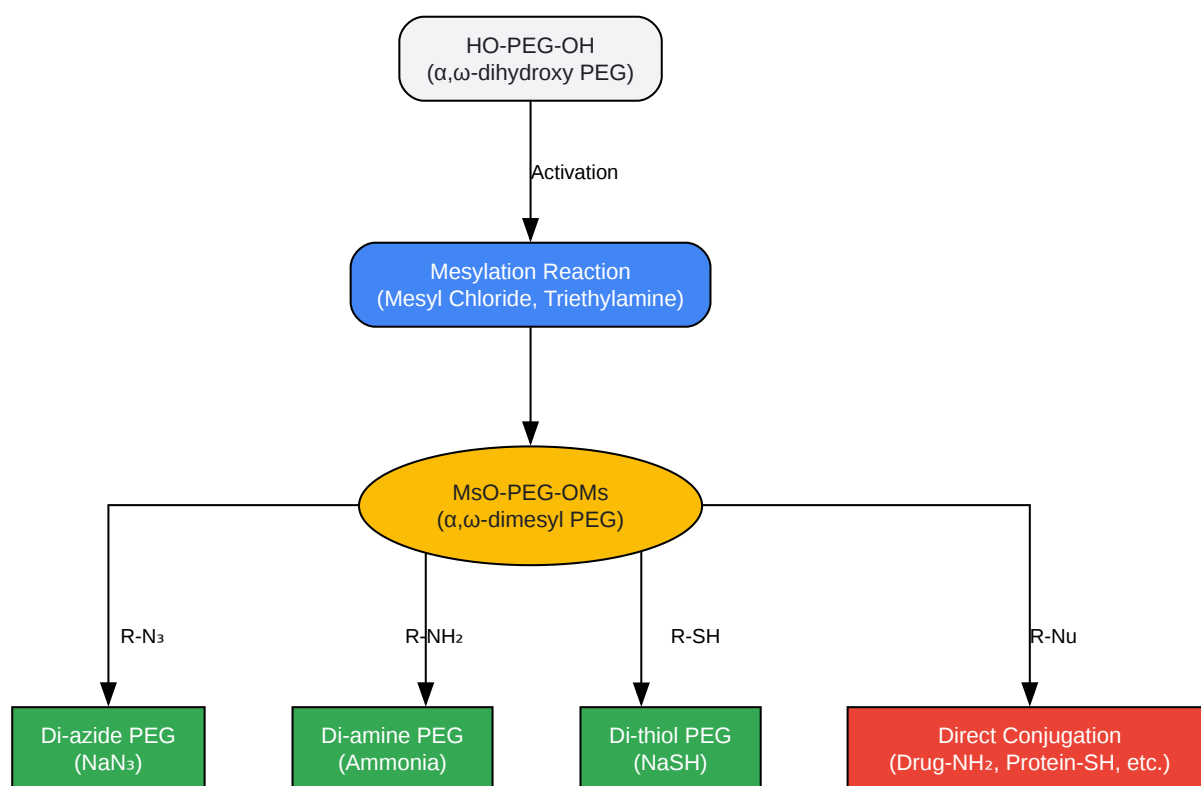 HO-PEG-OH
(α,ω-dihydroxy PEG)
Activation
Mesylation Reaction
(Mesyl Chloride, Triethylamine)
MsO-PEG-OMs
(α,ω-dimesyl PEG)
R-N₃
R-NH₂
R-SH
R-Nu
Di-azide PEG
(NaN₃)
Di-amine PEG
(Ammonia)
Di-thiol PEG
(NaSH)
Direct Conjugation
(Drug-NH₂, Protein-SH, etc.)